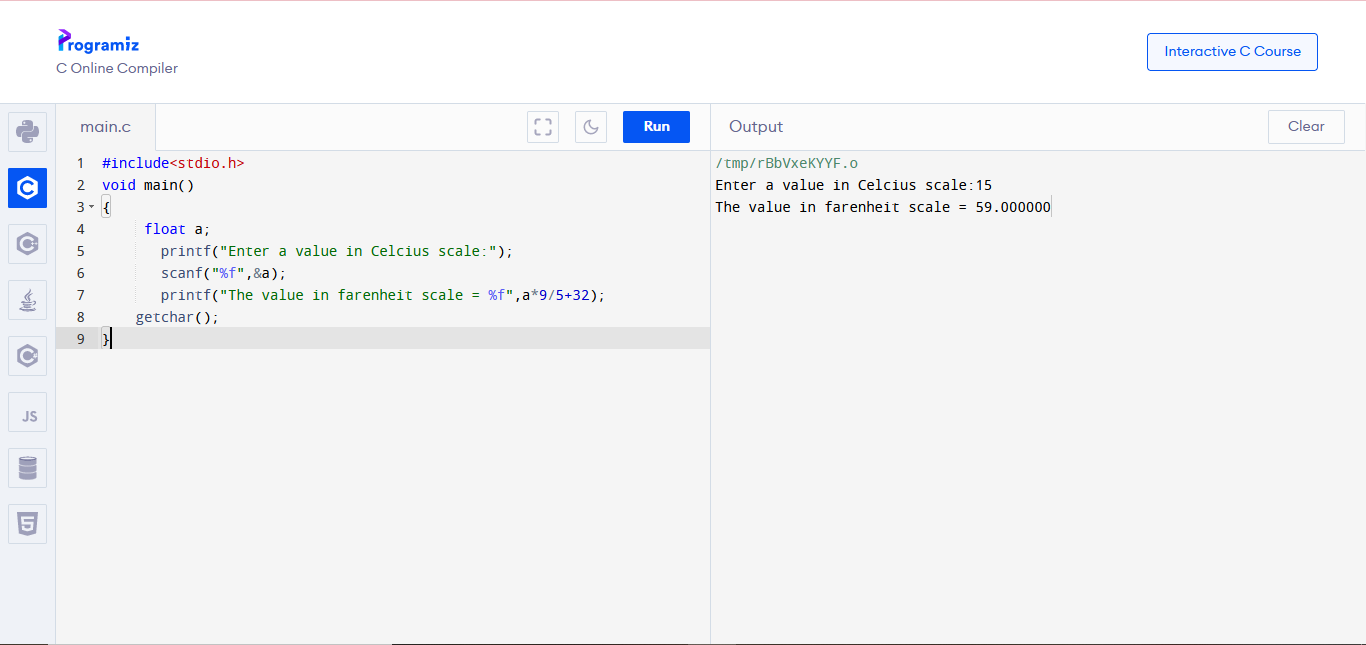 Programiz
C Online Compiler
Interactive C Course
main.c
Run
Output
Clear
1 #include<stdio.h>
2 void main()
3 {
4 float a;
5 printf("Enter a value in Celcius scale:");
6 scanf("%f",&a);
7 printf("The value in farenheit scale = %f",a*9/5+32);
8 getchar();
9 }
/tmp/rBbVxeKYYF.o
Enter a value in Celcius scale:15
The value in farenheit scale = 59.000000
C
C++
C
JS
5